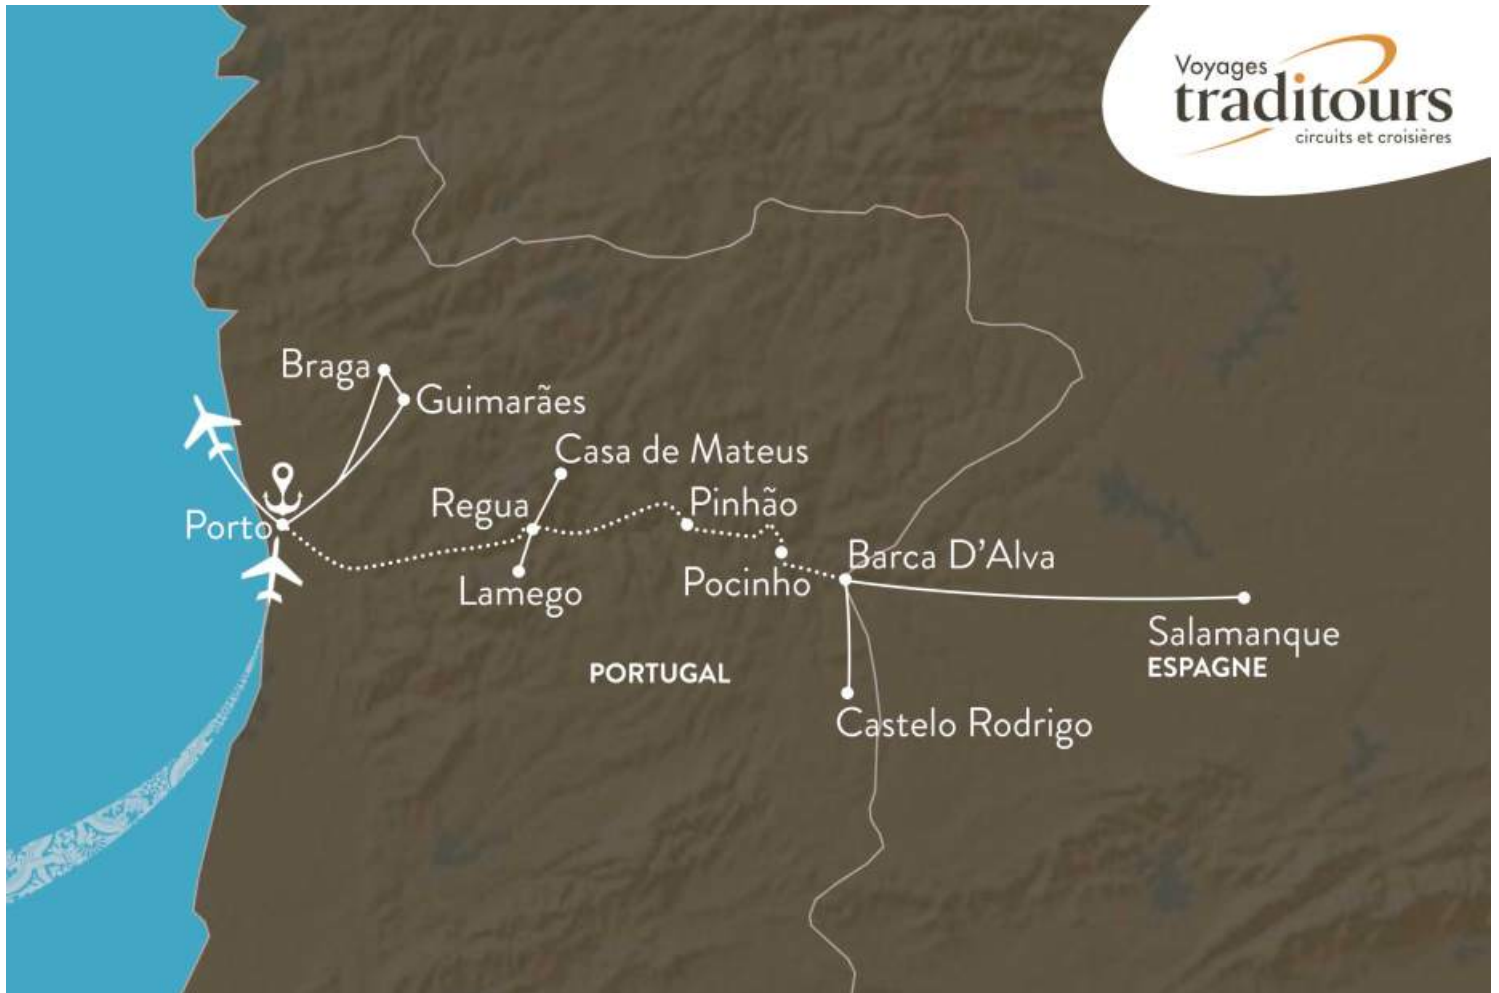 Voyages
traditours
circuits et croisières
Braga
Guimarães
Casa de Mateus
Regua
Pinhão
Porto
Barca D'Alva
Lamego
Pocinho
Salamanque
ESPAGNE
PORTUGAL
Castelo Rodrigo